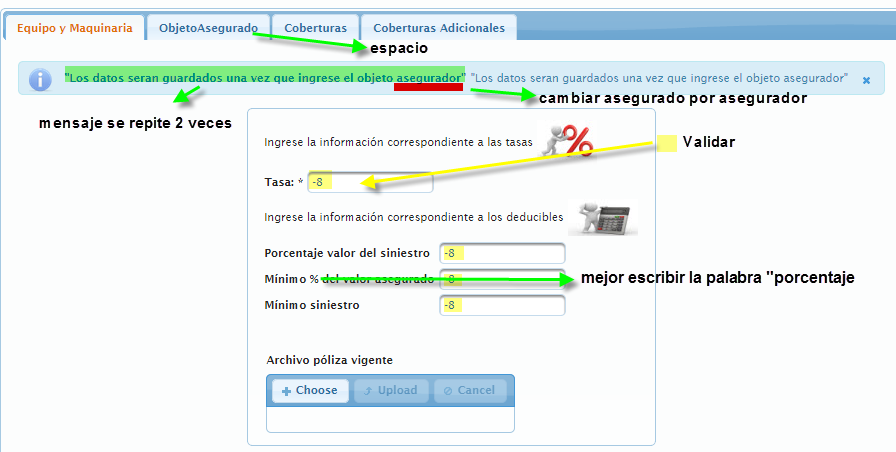 Equipo y Maquinaria ObjetoAsegurado Coberturas Coberturas Adicionales
espacio
"Los datos seran guardados una vez que ingrese el objeto asegurador" "Los datos seran guardados una vez que ingrese el objeto asegurador"
cambiar asegurado por asegurador
mensaje se repite 2 veces
Ingrese la información correspondiente a las tasas %
Validar
Tasa: * -8
Ingrese la información correspondiente a los deducibles
Porcentaje valor del siniestro -8
Mínimo % del valor asegurado -8
mejor escribir la palabra "porcentaje
Mínimo siniestro -8
Archivo póliza vigente
Choose Upload Cancel